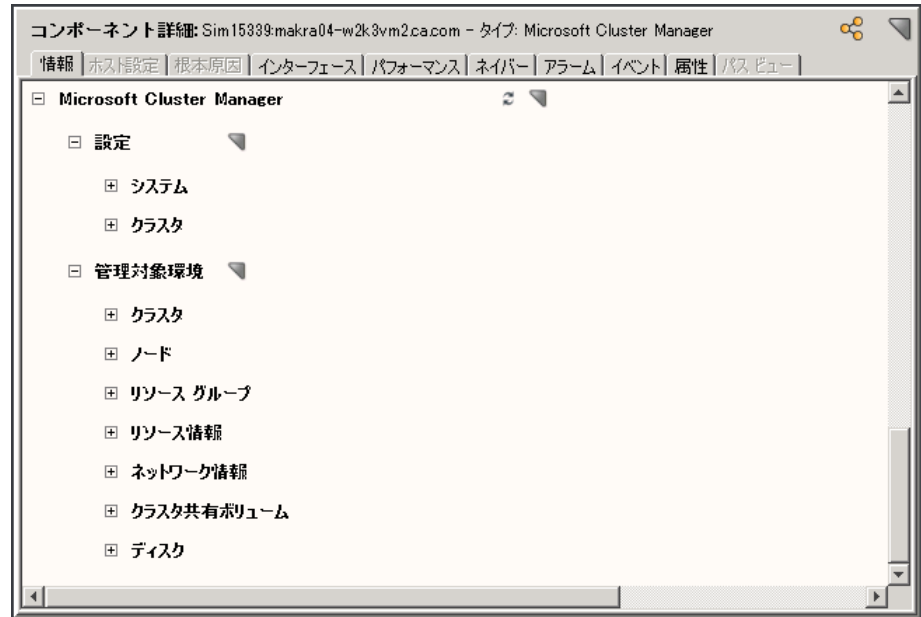 コンポーネント詳細: Sim15339:makra04-w2k3vm2.ca.com - タイプ: Microsoft Cluster Manager
情報 ホスト設定 根本原因 インターフェース パフォーマンス ネイバー アラーム イベント 属性 パス ビュー
Microsoft Cluster Manager
設定
システム
クラスタ
管理対象環境
クラスタ
ノード
リソース グループ
リソース情報
ネットワーク情報
クラスタ共有ボリューム
ディスク